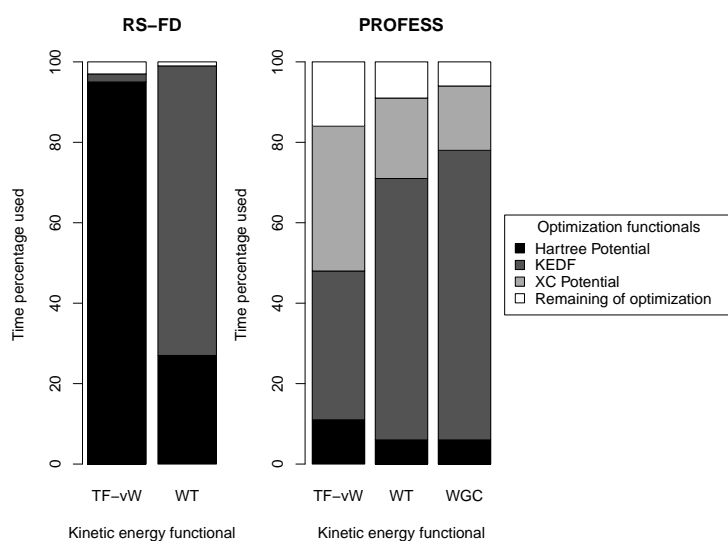 RS−FD
Time percentage used
0
20
40
60
80
100
TF−vW WT
Kinetic energy functional
PROFESS
Time percentage used
0
20
40
60
80
100
TF−vW WT WGC
Kinetic energy functional
Optimization functionals
Hartree Potential
KEDF
XC Potential
Remaining of optimization